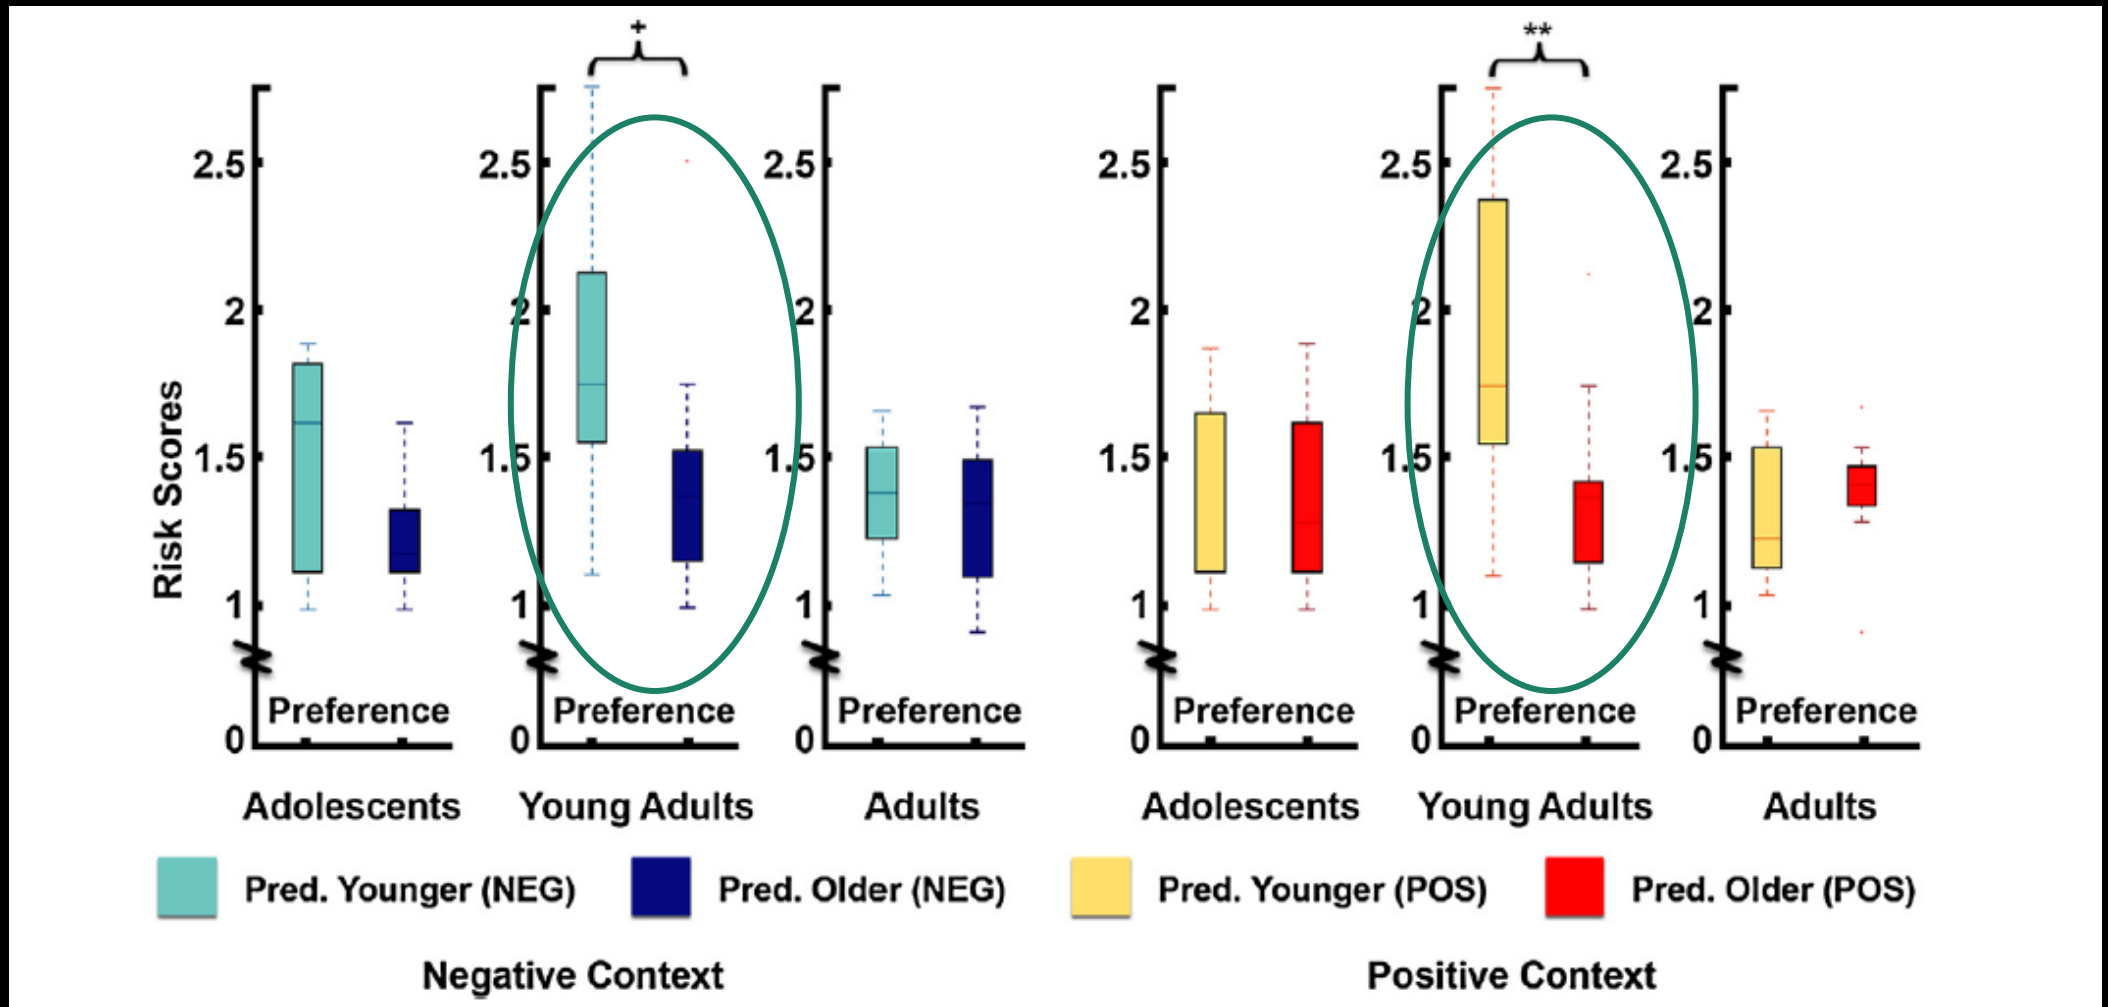 + **
2.5 2.5 2.5 2.5 2.5 2.5
2 2 2 2 2 2
1.5 1.5 1.5 1.5 1.5 1.5
Risk Scores
1 1 1 1 1 1
Preference Preference Preference Preference Preference Preference
0 0 0 0 0 0
Adolescents Young Adults Adults Adolescents Young Adults Adults
Pred. Younger (NEG) Pred. Older (NEG) Pred. Younger (POS) Pred. Older (POS)
Negative Context Positive Context